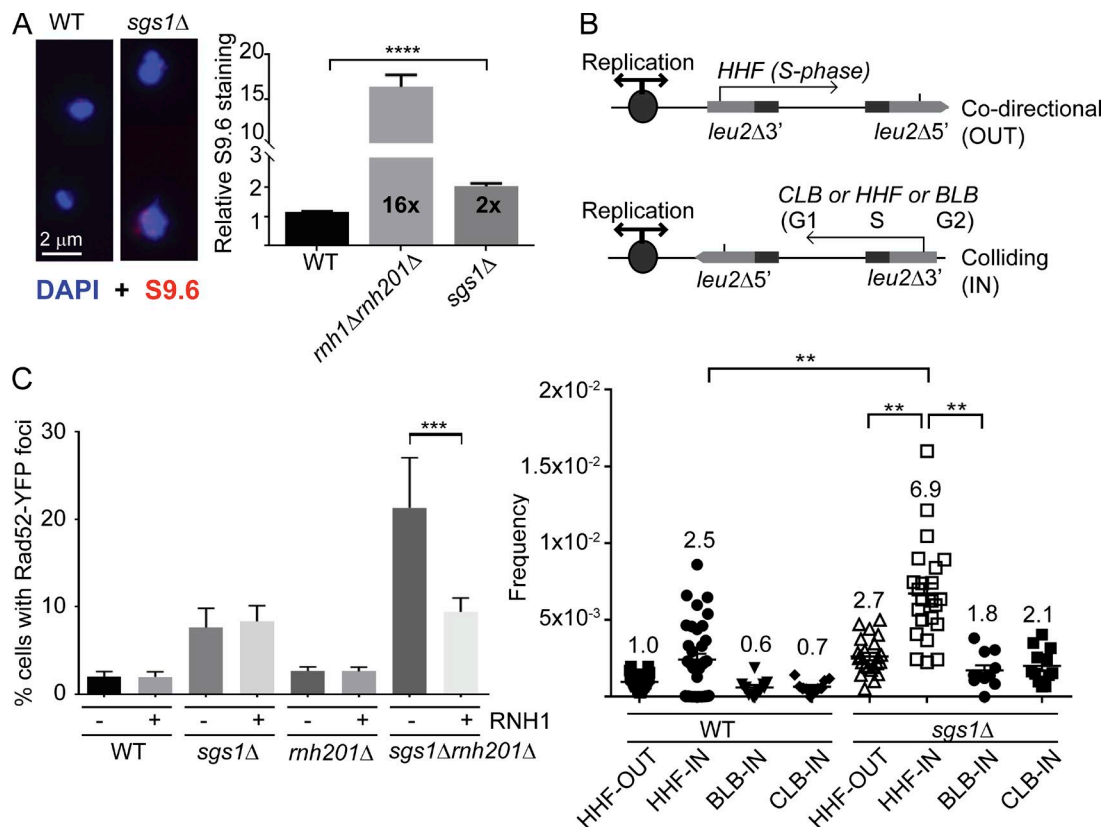 A
WT
sgs1Δ
2 μm
DAPI + S9.6
Relative S9.6 staining
20
15
10
3
2
1
****
16x
2x
WT
rnh1Δrnh201Δ
sgs1Δ
B
Replication
HHF (S-phase)
leu2Δ3'
leu2Δ5'
Co-directional
(OUT)
CLB or HHF or BLB
Replication
(G1 S G2)
leu2Δ5'
leu2Δ3'
Colliding
(IN)
C
% cells with Rad52-YFP foci
30
20
10
0
***
- + - + - + - + RNH1
WT
sgs1Δ
rnh201Δ
sgs1Δrnh201Δ
Frequency
2x10-2
1.5x10-2
1x10-2
5x10-3
0
**
** **
1.0
2.5
0.6
0.7
2.7
6.9
1.8
2.1
WT
sgs1Δ
HHF-OUT
HHF-IN
BLB-IN
CLB-IN
HHF-OUT
HHF-IN
BLB-IN
CLB-IN